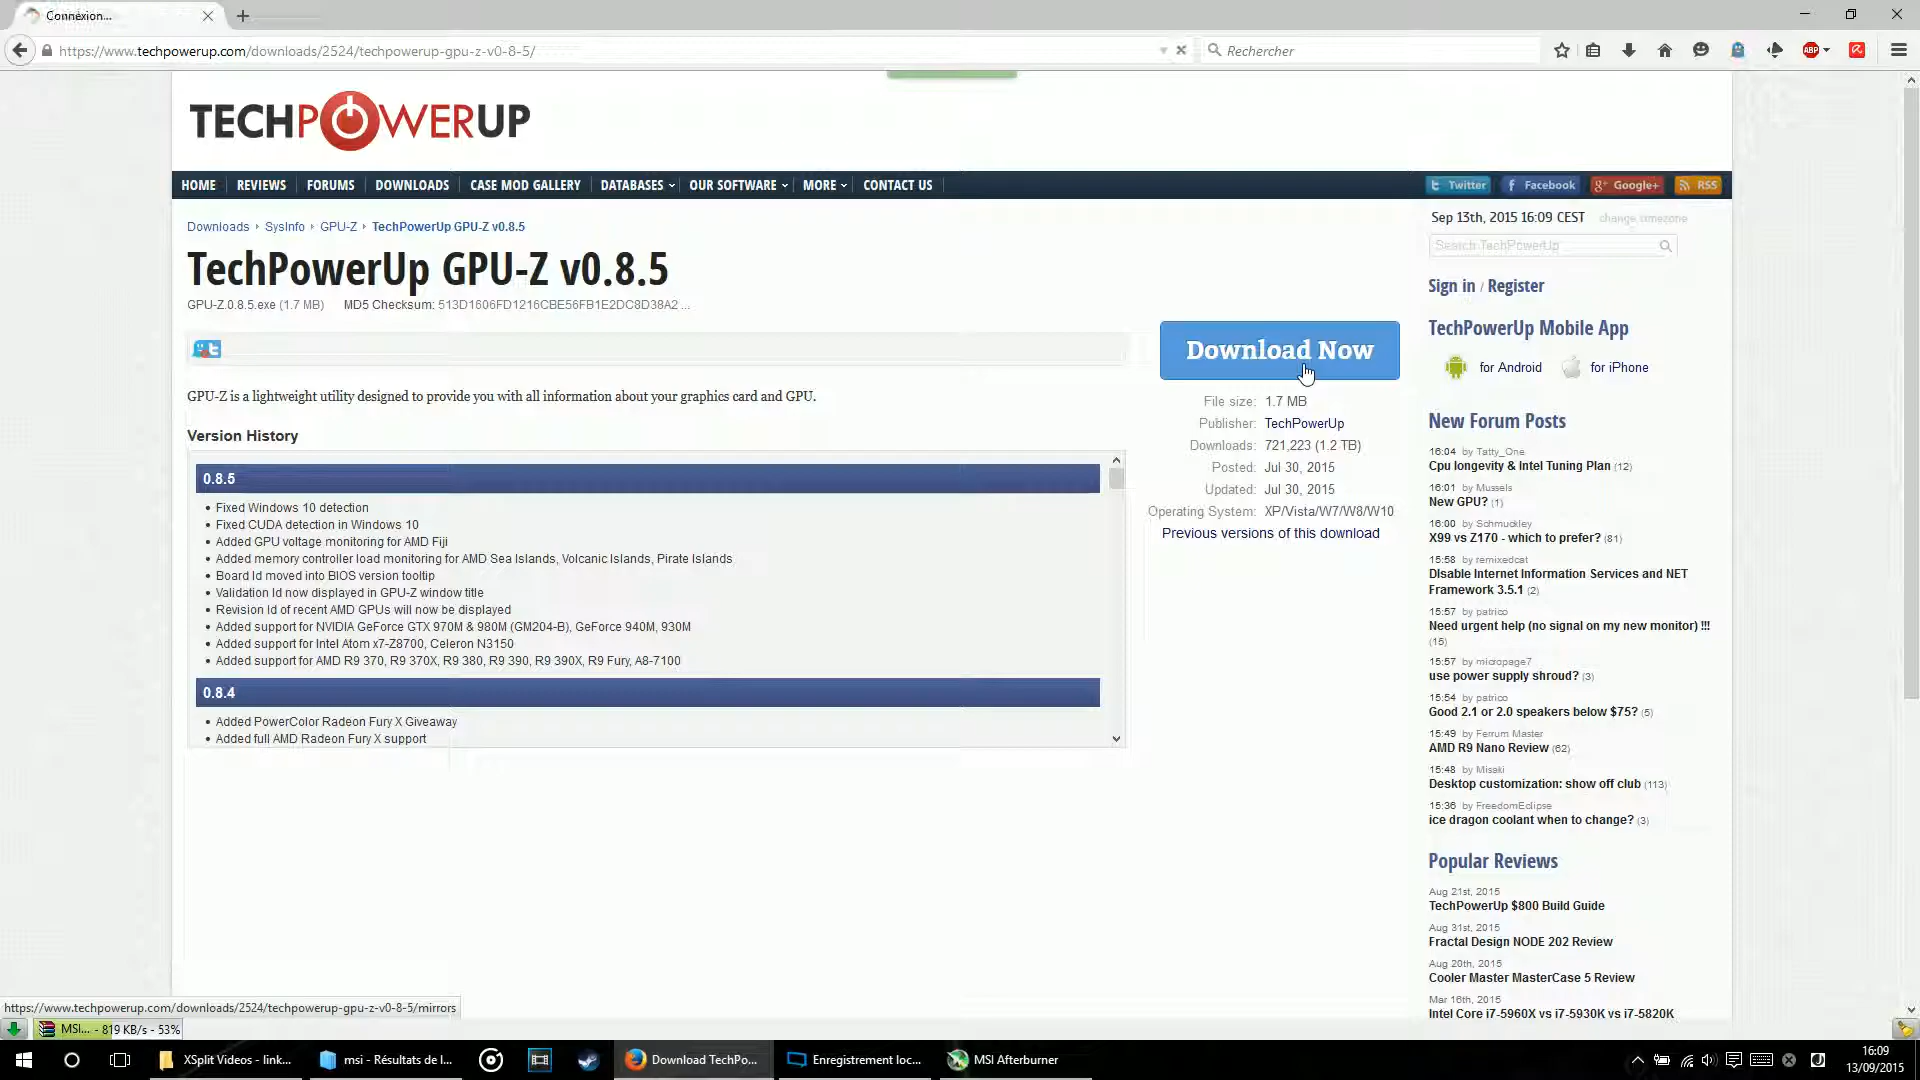 Connexion...
https://www.techpowerup.com/downloads/2524/techpowerup-gpu-z-v0-8-5/
Rechercher
ABP
TECHPOWERUP
HOME REVIEWS FORUMS DOWNLOADS CASE MOD GALLERY DATABASES OUR SOFTWARE MORE CONTACT US
Twitter Facebook Google+ RSS
Downloads SysInfo GPU-Z TechPowerUp GPU-Z v0.8.5
Sep 13th, 2015 16:09 CEST change timezone
Search TechPowerUp
TechPowerUp GPU-Z v0.8.5
GPU-Z.0.8.5.exe (1.7 MB) MD5 Checksum: 513D1606FD1216CBE56FB1E2DC8D38A2 ...
Sign in / Register
Download Now
TechPowerUp Mobile App
for Android for iPhone
GPU-Z is a lightweight utility designed to provide you with all information about your graphics card and GPU.
File size: 1.7 MB
Publisher: TechPowerUp
Downloads: 721,223 (1.2 TB)
Posted: Jul 30, 2015
Updated: Jul 30, 2015
Operating System: XP/Vista/W7/W8/W10
Previous versions of this download
Version History
0.8.5
Fixed Windows 10 detection
Fixed CUDA detection in Windows 10
Added GPU voltage monitoring for AMD Fiji
Added memory controller load monitoring for AMD Sea Islands, Volcanic Islands, Pirate Islands
Board Id moved into BIOS version tooltip
Validation Id now displayed in GPU-Z window title
Revision Id of recent AMD GPUs will now be displayed
Added support for NVIDIA GeForce GTX 970M & 980M (GM204-B), GeForce 940M, 930M
Added support for Intel Atom x7-Z8700, Celeron N3150
Added support for AMD R9 370, R9 370X, R9 380, R9 390, R9 390X, R9 Fury, A8-7100
0.8.4
Added PowerColor Radeon Fury X Giveaway
Added full AMD Radeon Fury X support
New Forum Posts
16:04 by Tatty_One
Cpu longevity & Intel Tuning Plan (12)
16:01 by Mussels
New GPU? (1)
16:00 by Schmuckley
X99 vs Z170 - which to prefer? (81)
15:58 by remixedcat
DIsable Internet Information Services and NET
Framework 3.5.1 (2)
15:57 by patrico
Need urgent help (no signal on my new monitor) !!!
(15)
15:57 by micropage7
use power supply shroud? (3)
15:54 by patrico
Good 2.1 or 2.0 speakers below $75? (5)
15:49 by Ferrum Master
AMD R9 Nano Review (62)
15:48 by Misaki
Desktop customization: show off club (113)
15:36 by FreedomEclipse
ice dragon coolant when to change? (3)
Popular Reviews
Aug 21st, 2015
TechPowerUp $800 Build Guide
Aug 31st, 2015
Fractal Design NODE 202 Review
Aug 20th, 2015
Cooler Master MasterCase 5 Review
Mar 16th, 2015
Intel Core i7-5960X vs i7-5930K vs i7-5820K
https://www.techpowerup.com/downloads/2524/techpowerup-gpu-z-v0-8-5/mirrors
MSI... - 819 KB/s - 53%
XSplit Videos - link... msi - Résultats de l... Download TechPo... Enregistrement loc... MSI Afterburner
16:09
13/09/2015